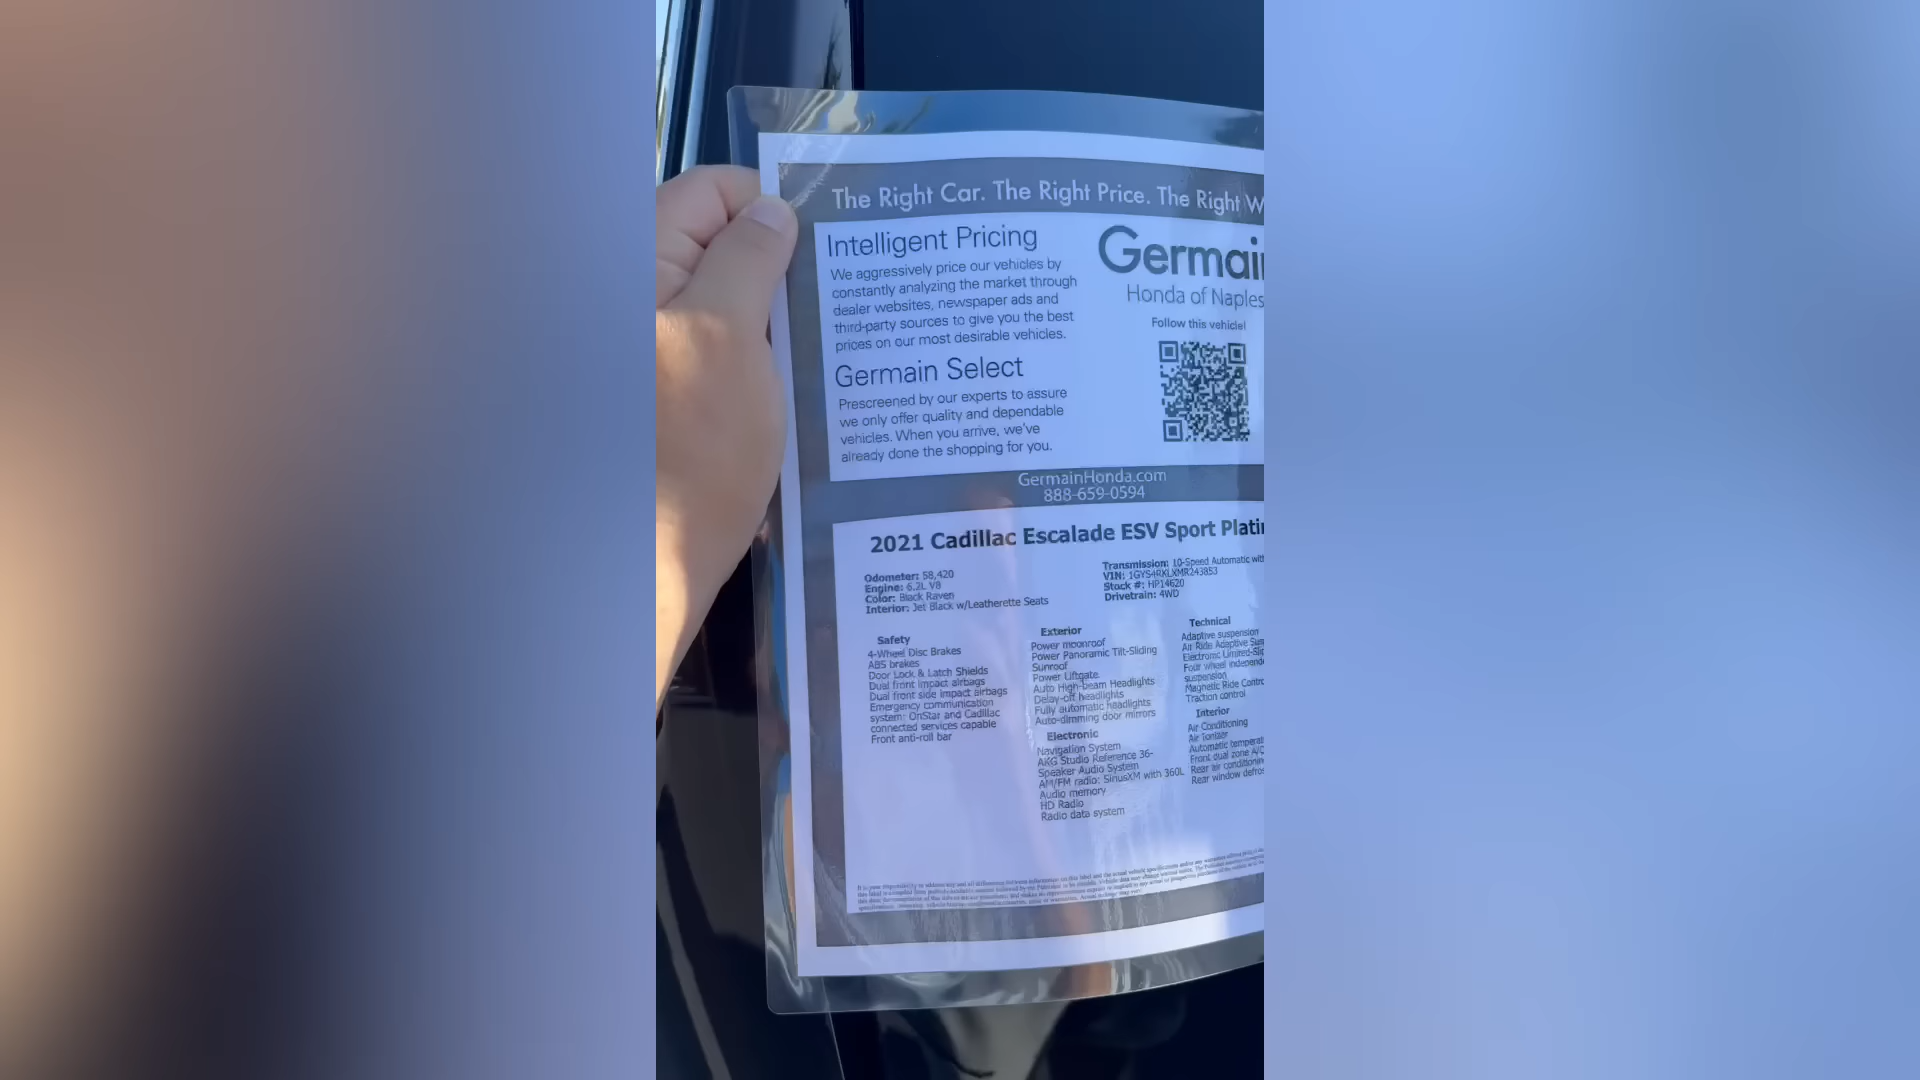 The Right Car. The Right Price. The Right W
Intelligent Pricing
We aggressively price our vehicles by
constantly analyzing the market through
dealer websites, newspaper ads and
third-party sources to give you the best
prices on our most desirable vehicles.
Germain Select
Prescreened by our experts to assure
we only offer quality and dependable
vehicles. When you arrive, we've
already done the shopping for you.
Germain
Honda of Naples
Follow this vehicle!
GermainHonda.com
888-659-0594
2021 Cadillac Escalade ESV Sport Plati
Odometer: 58,420
Engine: 6.2L V8
Color: Black Raven
Interior: Jet Black w/Leatherette Seats
Transmission: 10-Speed Automatic wit
VIN: 1GYS4RKLXMR243853
Stock #: HP14620
Drivetrain: 4WD
Safety
4-Wheel Disc Brakes
ABS brakes
Door Lock & Latch Shields
Dual front impact airbags
Dual front side impact airbags
Emergency communication
system: OnStar and Cadillac
connected services capable
Front anti-roll bar
Exterior
Power moonroof
Power Panoramic Tilt-Sliding
Sunroof
Power Liftgate
Auto High-beam Headlights
Delay-off headlights
Fully automatic headlights
Auto-dimming door mirrors
Electronic
Navigation System
AKG Studio Reference 36-
Speaker Audio System
AM/FM radio: SiriusXM with 360L
Audio memory
HD Radio
Radio data system
Technical
Adaptive suspension
Air Ride Adaptive Sus
Electronic Limited-Slip
Four wheel independ
suspension
Magnetic Ride Contro
Traction control
Interior
Air Conditioning
Air Ionizer
Automatic temperat
Front dual zone A/C
Rear air conditionin
Rear window defros